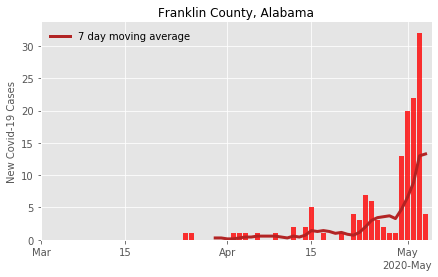 Franklin County, Alabama
7 day moving average
New Covid-19 Cases
30
25
20
15
10
5
0
Mar
15
Apr
15
May
2020-May